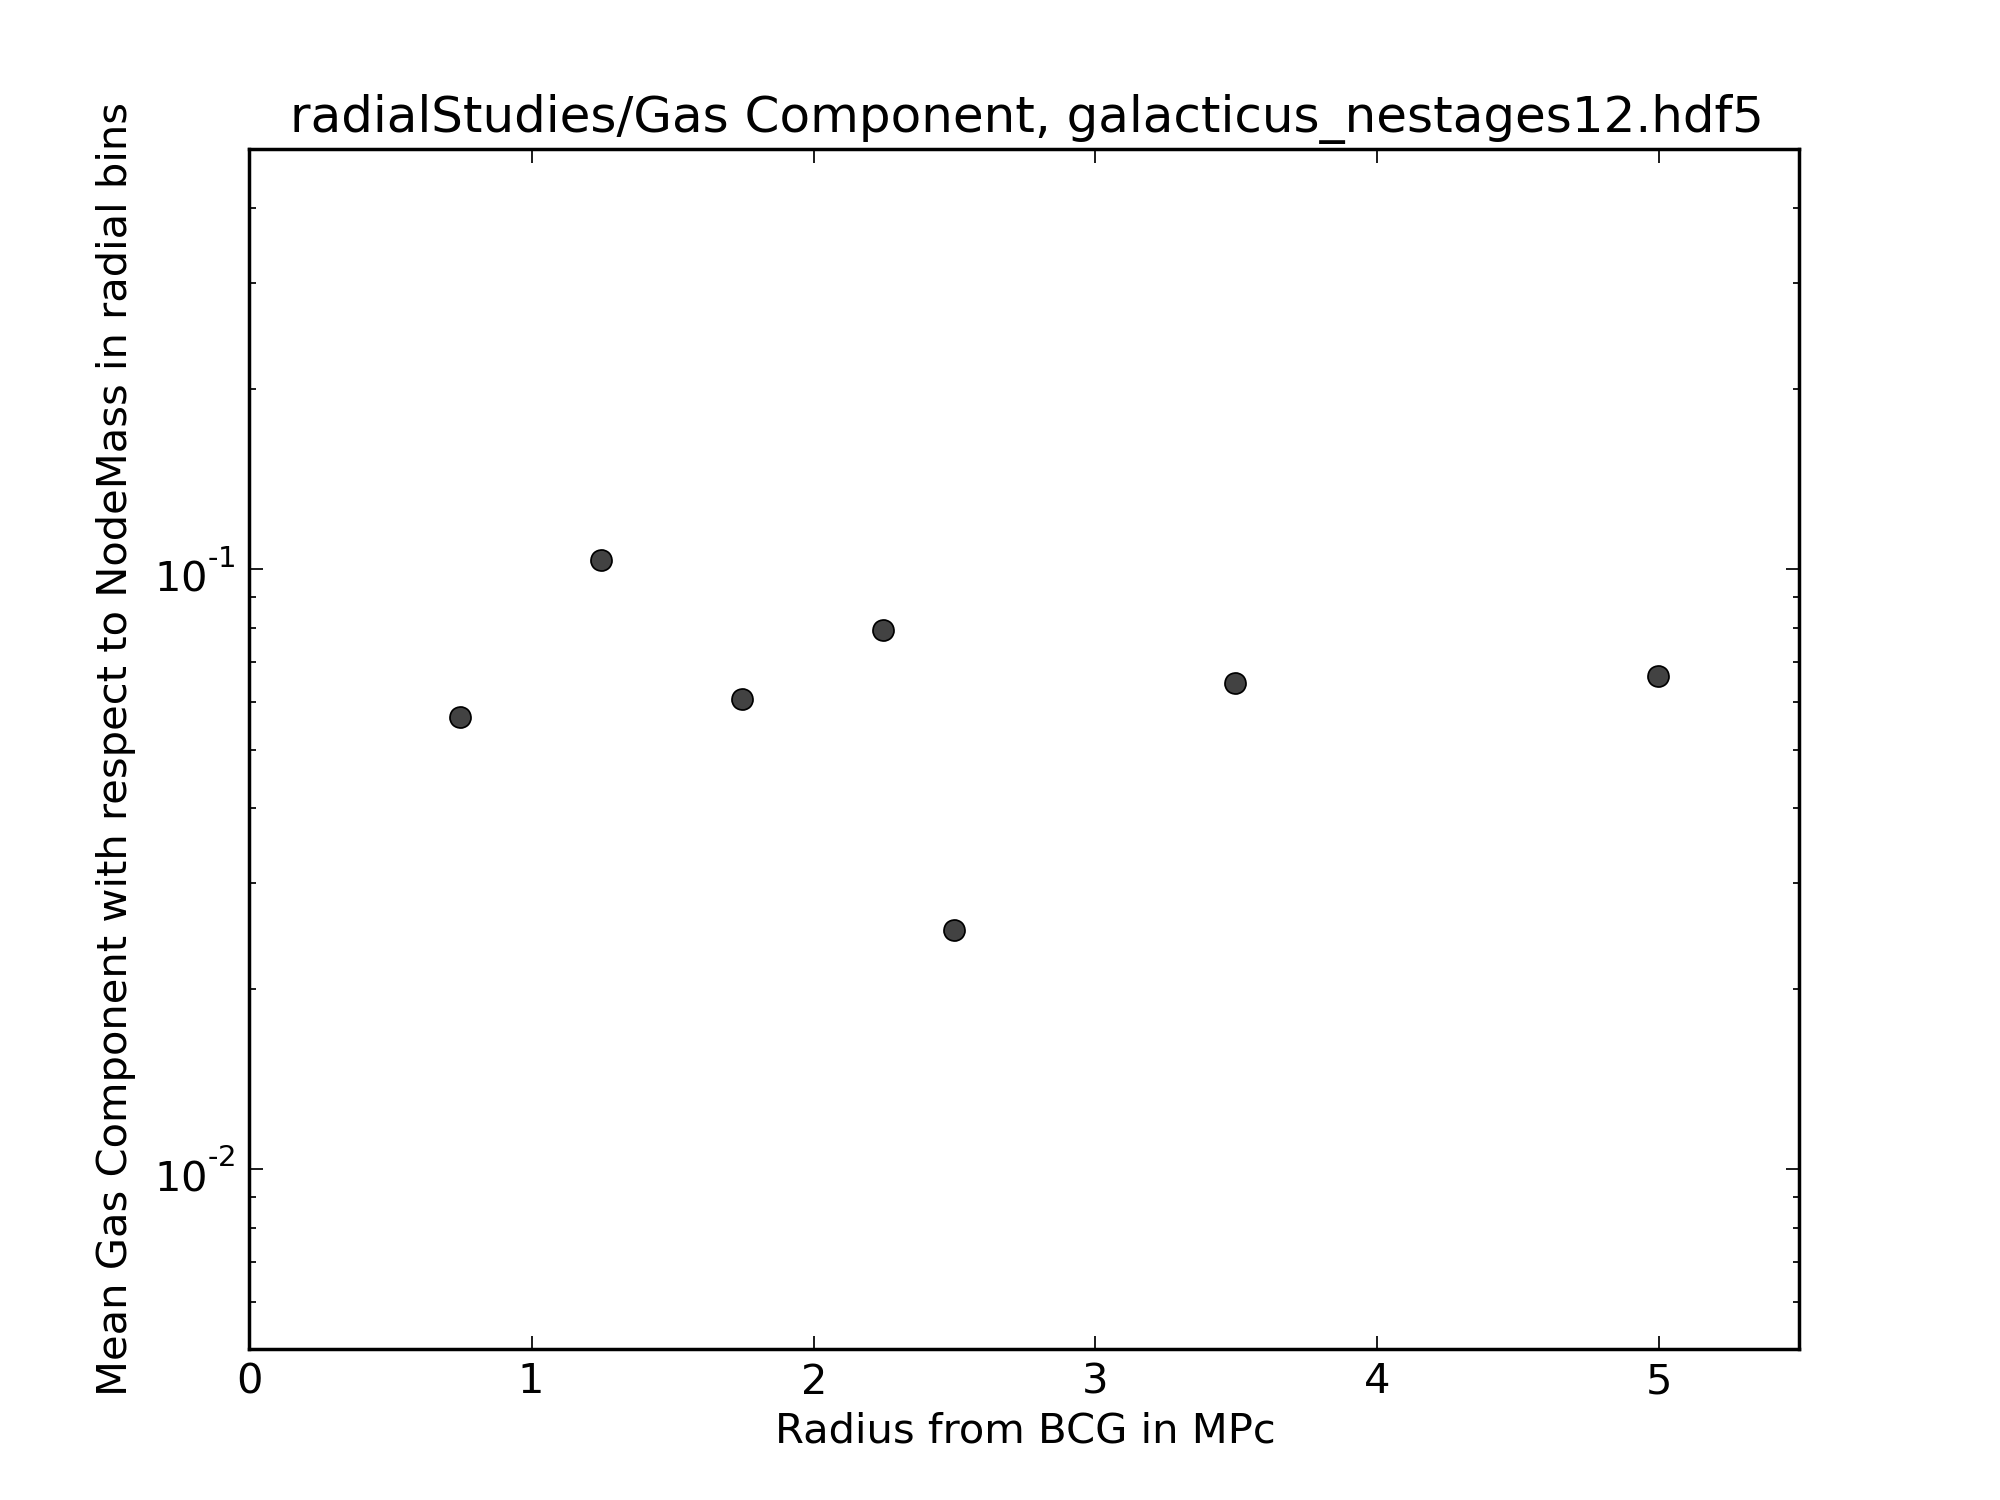 radialStudies/Gas Component, galacticus_nestages12.hdf5
Mean Gas Component with respect to NodeMass in radial bins
10^-1
10^-2
0 1 2 3 4 5
Radius from BCG in MPc